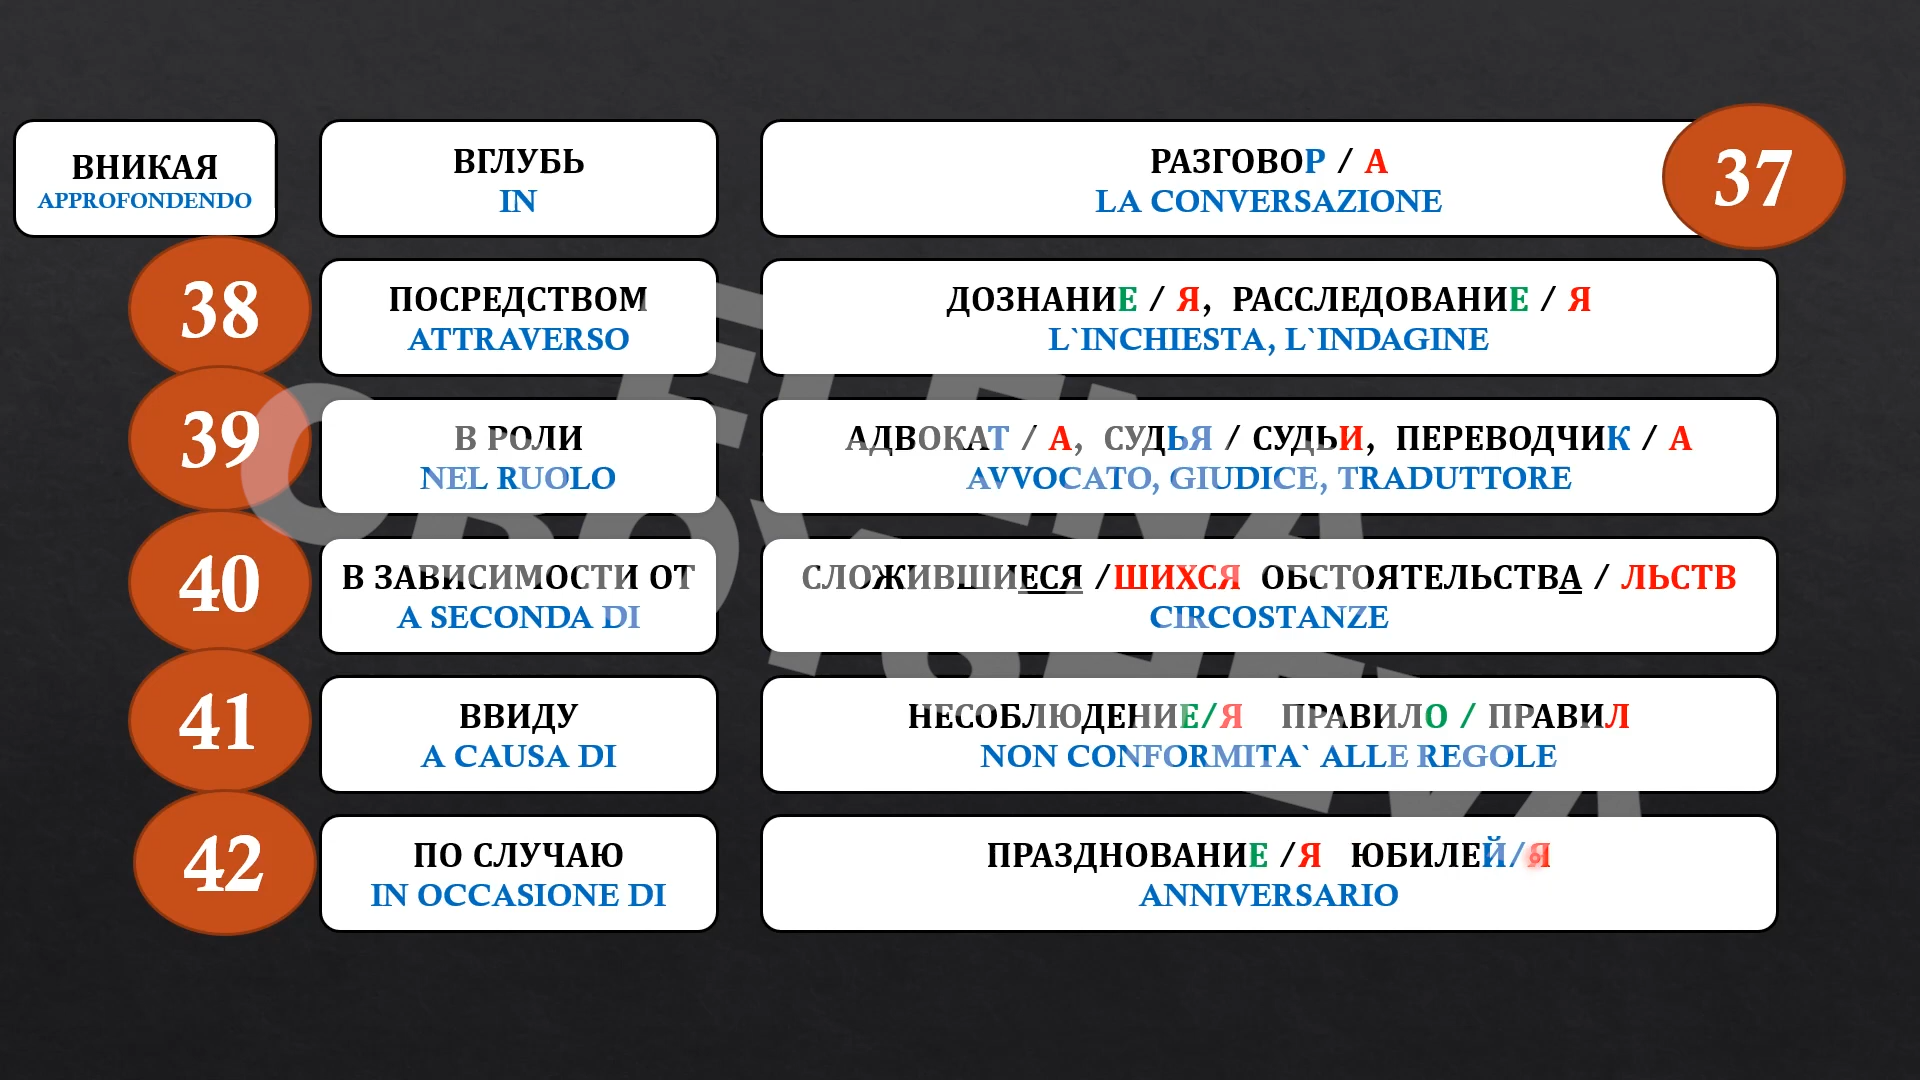 ВНИКАЯ
APPROFONDENDO
ВГЛУБЬ
IN
РАЗГОВОР / А
LA CONVERSAZIONE
37
38
ПОСРЕДСТВОМ
ATTRAVERSO
ДОЗНАНИЕ / Я, РАССЛЕДОВАНИЕ / Я
L`INCHIESTA, L`INDAGINE
39
В РОЛИ
NEL RUOLO
АДВОКАТ / А, СУДЬЯ / СУДЬИ, ПЕРЕВОДЧИК / А
AVVOCATO, GIUDICE, TRADUTTORE
40
В ЗАВИСИМОСТИ ОТ
A SECONDA DI
СЛОЖИВШИЕСЯ /ШИХСЯ ОБСТОЯТЕЛЬСТВА / ЛЬСТВ
CIRCOSTANZE
41
ВВИДУ
A CAUSA DI
НЕСОБЛЮДЕНИЕ/Я ПРАВИЛО / ПРАВИЛ
NON CONFORMITA` ALLE REGOLE
42
ПО СЛУЧАЮ
IN OCCASIONE DI
ПРАЗДНОВАНИЕ /Я ЮБИЛЕЙ/Я
ANNIVERSARIO
ELENA